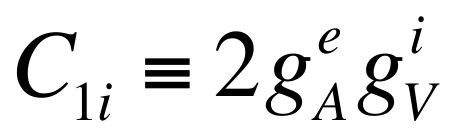 C_{1i} ≡ 2g_A^e g_V^i